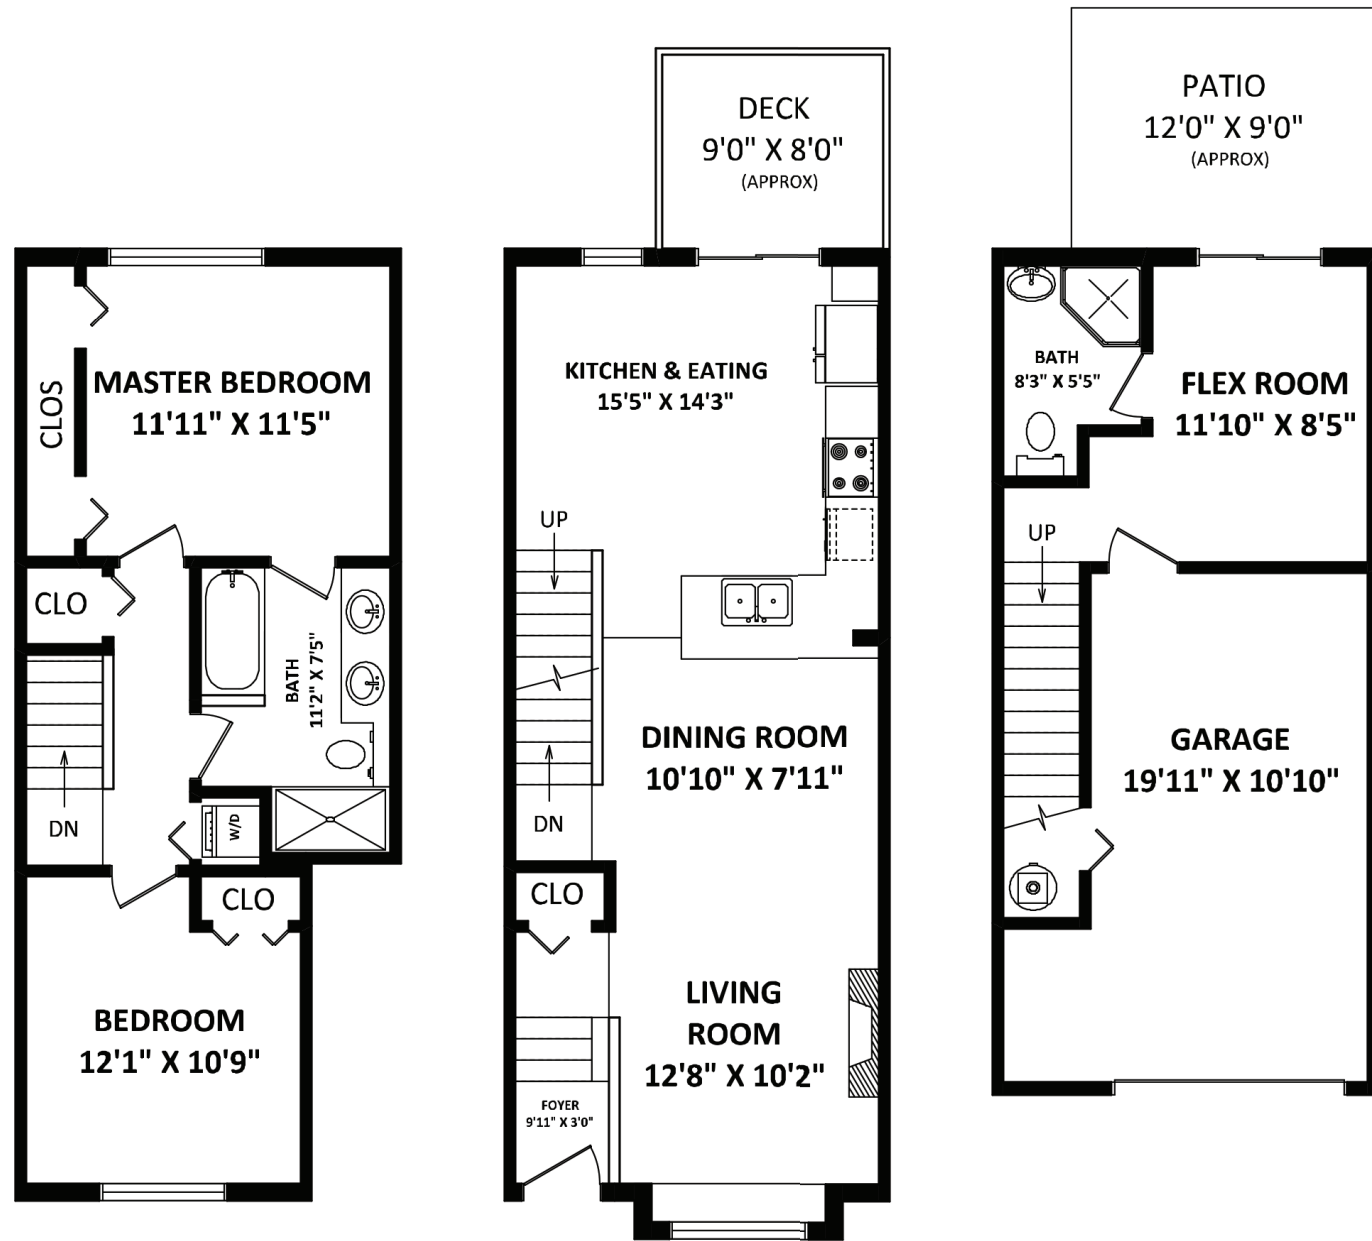 CLOS
MASTER BEDROOM
11'11" X 11'5"
CLO
BATH
11'2" X 7'5"
DN
W/D
CLO
BEDROOM
12'1" X 10'9"
DECK
9'0" X 8'0"
(APPROX)
KITCHEN & EATING
15'5" X 14'3"
UP
DINING ROOM
10'10" X 7'11"
DN
CLO
LIVING
ROOM
12'8" X 10'2"
FOYER
9'11" X 3'0"
PATIO
12'0" X 9'0"
(APPROX)
BATH
8'3" X 5'5"
FLEX ROOM
11'10" X 8'5"
UP
GARAGE
19'11" X 10'10"